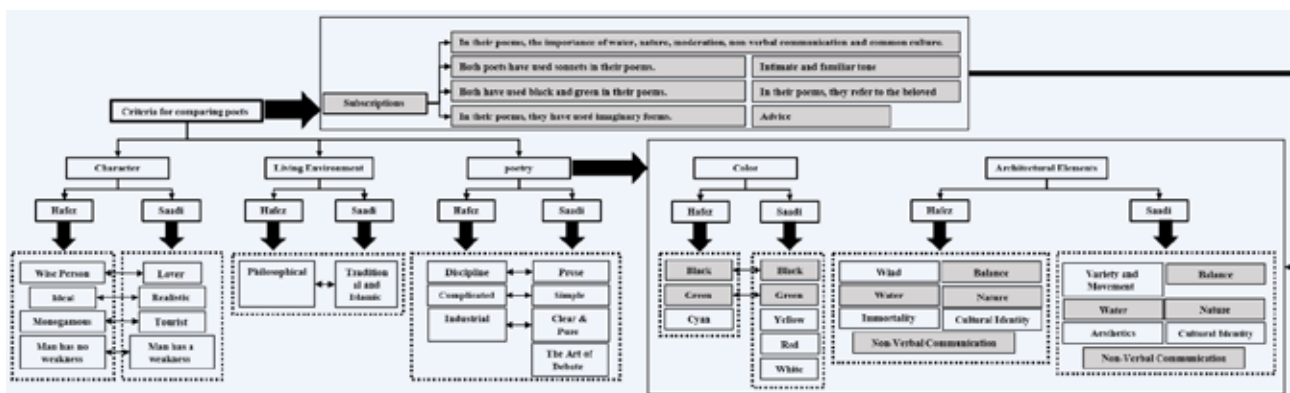 In their poems, the importance of water, nature, moderation, non verbal communication and common culture.
Both poets have used sonnets in their poems.
Intimate and familiar tone
Subscriptions
Both have used black and green in their poems.
In their poems, they refer to the beloved
In their poems, they have used imaginary forms.
Advice
Criteria for comparing poets
Character
Living Environment
poetry
Color
Architectural Elements
Hafez
Saadi
Hafez
Saadi
Hafez
Saadi
Hafez
Saadi
Hafez
Saadi
Wise Person
Lover
Ideal
Realistic
Monogamous
Tourist
Man has no
weakness
Man has a
weakness
Philosophical
Tradition
al and
Islamic
Discipline
Prose
Complicated
Simple
Industrial
Clear &
Pure
The Art of
Debate
Black
Black
Green
Green
Cyan
Yellow
Red
White
Wind
Balance
Water
Nature
Immortality
Cultural Identity
Non-Verbal Communication
Variety and
Movement
Balance
Water
Nature
Aesthetics
Cultural Identity
Non-Verbal Communication